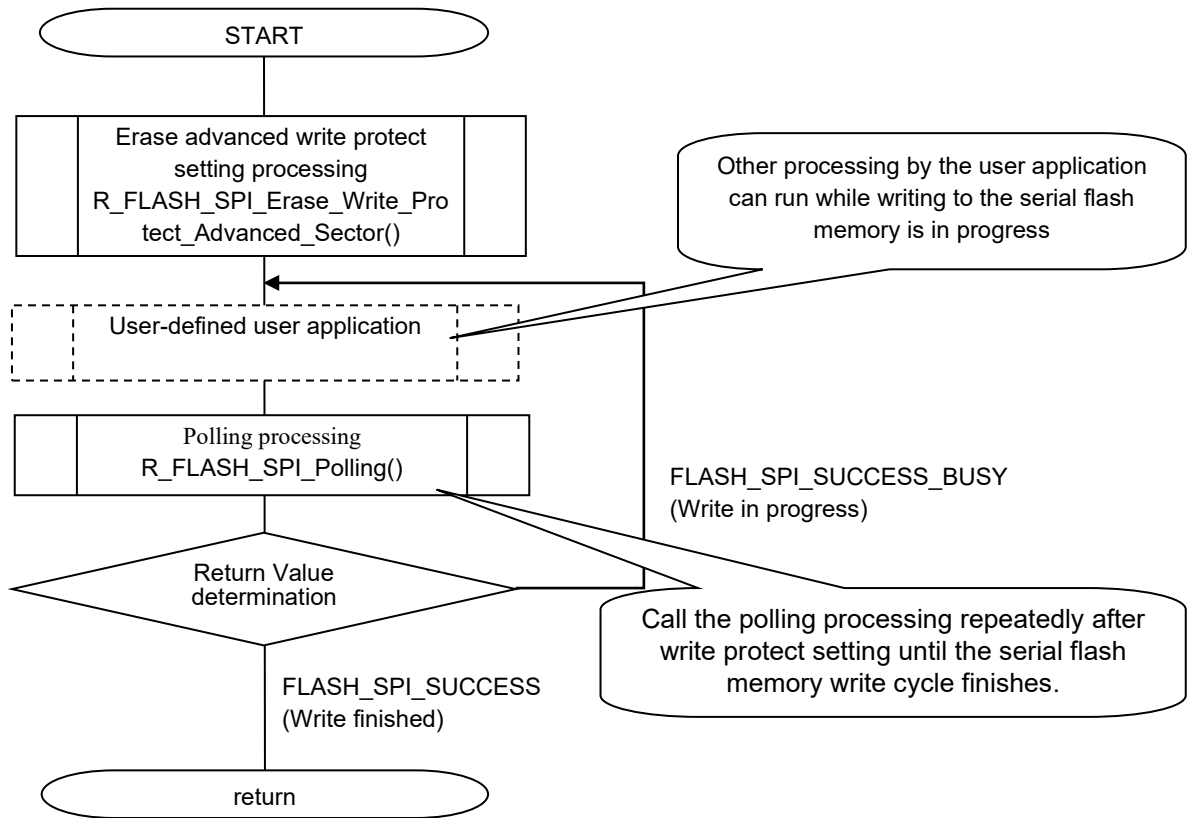 START
Erase advanced write protect
setting processing
R_FLASH_SPI_Erase_Write_Pro
tect_Advanced_Sector()
Other processing by the user application
can run while writing to the serial flash
memory is in progress
User-defined user application
Polling processing
R_FLASH_SPI_Polling()
FLASH_SPI_SUCCESS_BUSY
(Write in progress)
Return Value
determination
Call the polling processing repeatedly after
write protect setting until the serial flash
memory write cycle finishes.
FLASH_SPI_SUCCESS
(Write finished)
return